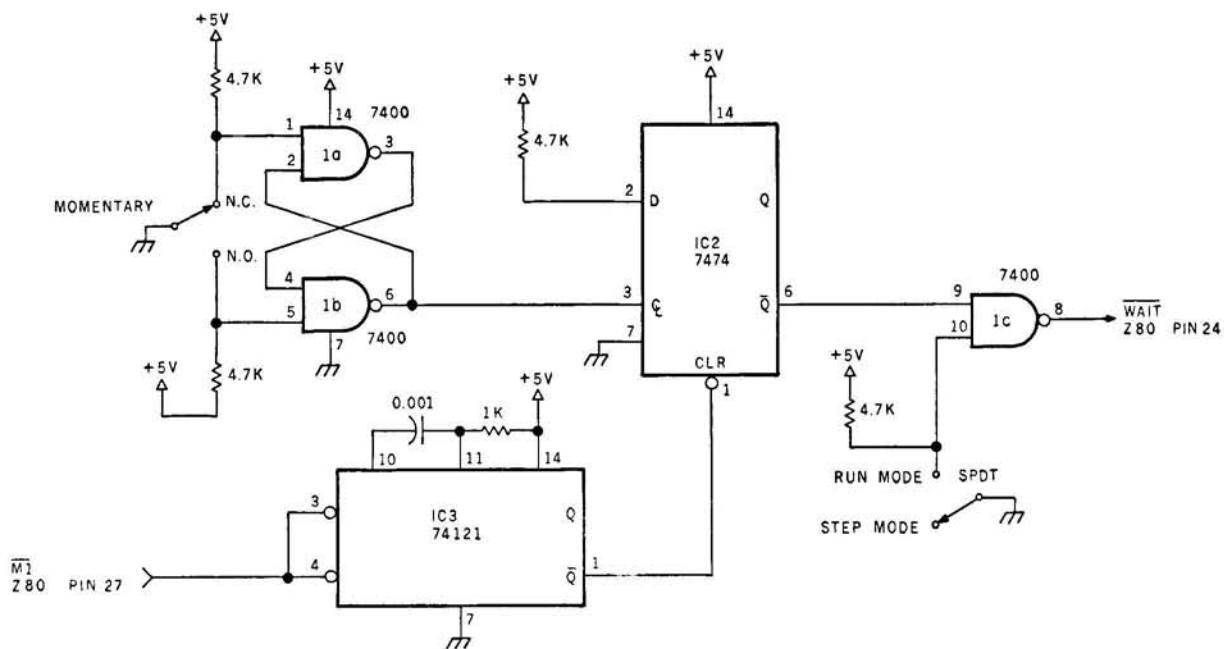 +5V
4.7K
+5V
14
7400
1
1a
3
2
MOMENTARY
N.C.
N.O.
4
1b
6
5
7
7400
+5V
4.7K
+5V
4.7K
+5V
14
2
D
Q
IC2
7474
3
C̅L
Q̅
6
7
CLR
1
7400
9
10
1c
8
W̅A̅I̅T̅
Z80 PIN 24
+5V
4.7K
RUN MODE
SPDT
STEP MODE
0.001
1K
+5V
10
11
14
3
IC3
74121
Q
4
Q̅
1
7
M̅1̅
Z80 PIN 27